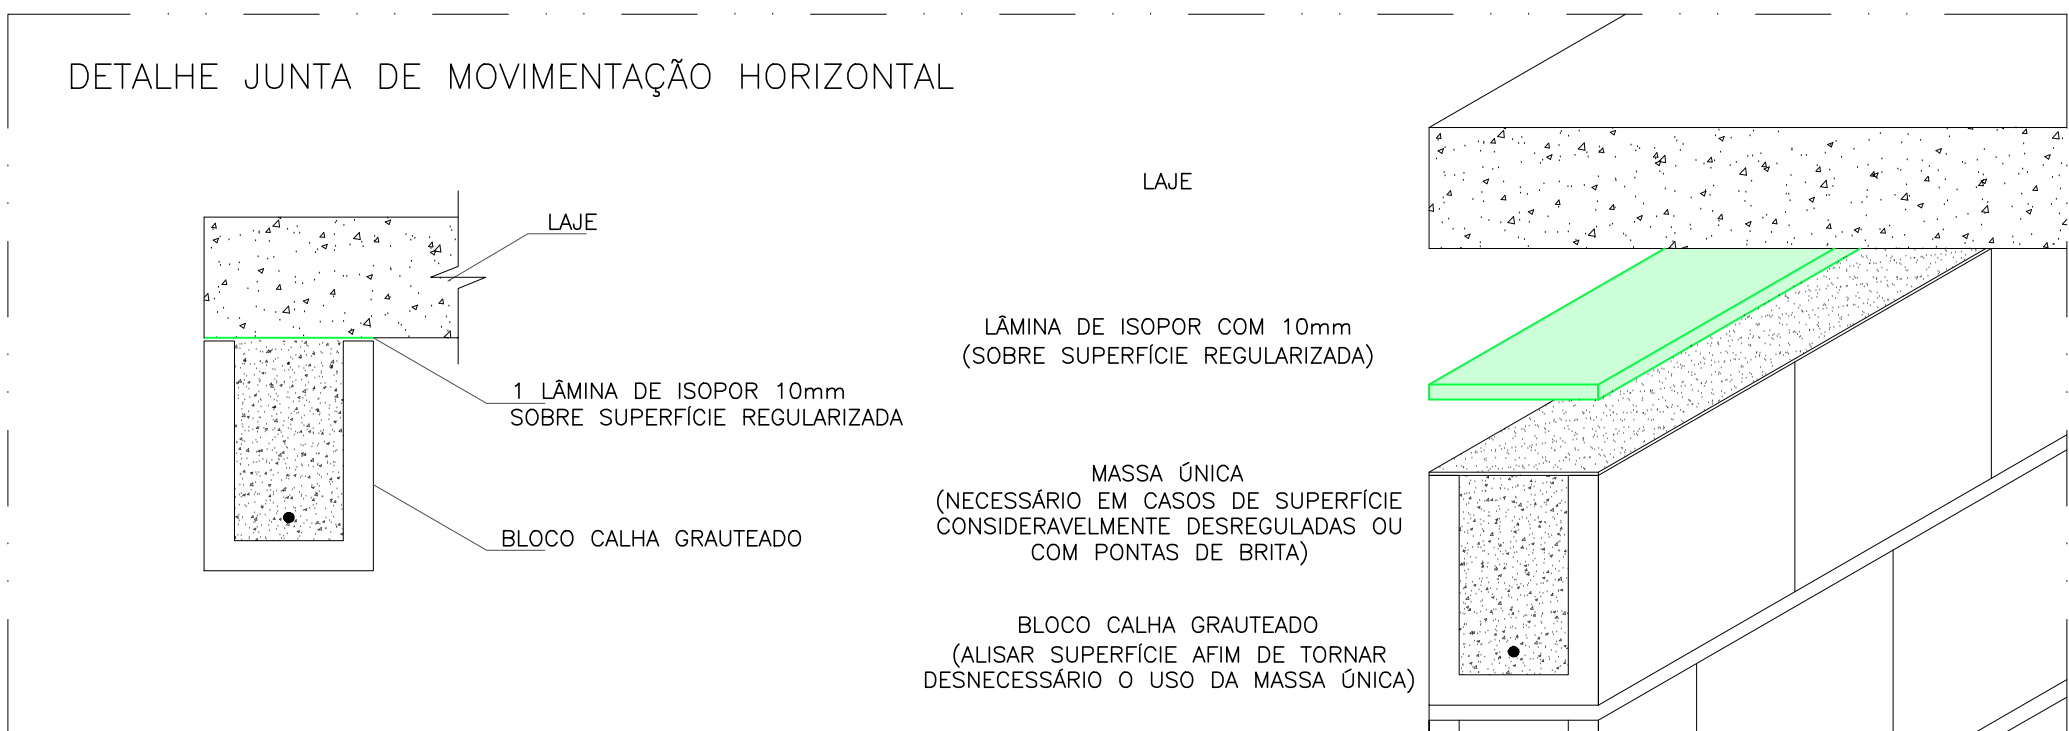 DETALHE JUNTA DE MOVIMENTAÇÃO HORIZONTAL
LAJE
1 LÂMINA DE ISOPOR 10mm
SOBRE SUPERFÍCIE REGULARIZADA
BLOCO CALHA GRAUTEADO
LAJE
LÂMINA DE ISOPOR COM 10mm
(SOBRE SUPERFÍCIE REGULARIZADA)
MASSA ÚNICA
(NECESSÁRIO EM CASOS DE SUPERFÍCIE
CONSIDERAVELMENTE DESREGULADAS OU
COM PONTAS DE BRITA)
BLOCO CALHA GRAUTEADO
(ALISAR SUPERFÍCIE AFIM DE TORNAR
DESNECESSÁRIO O USO DA MASSA ÚNICA)